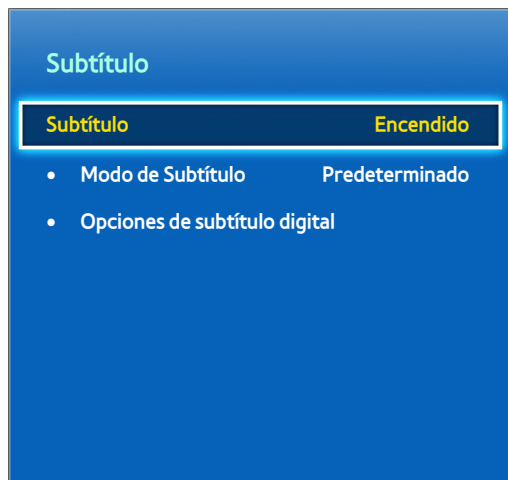 Subtítulo
Subtítulo Encendido
• Modo de Subtítulo Predeterminado
• Opciones de subtítulo digital